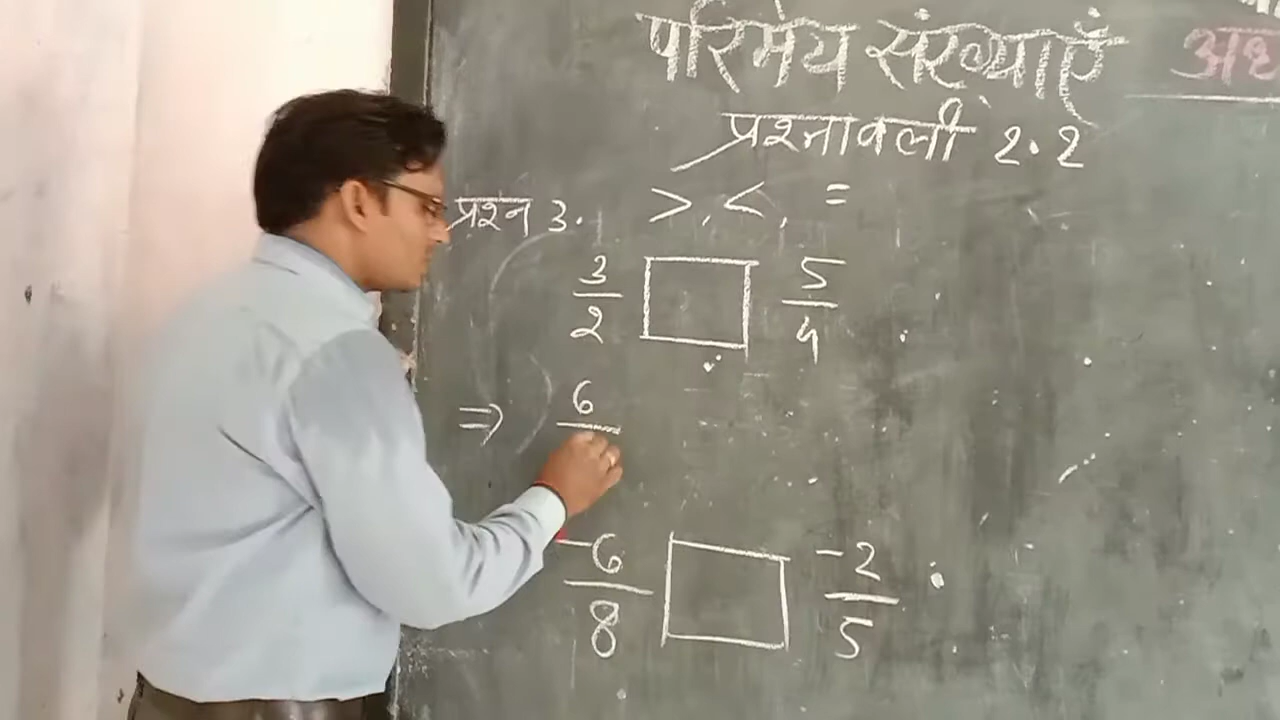 परिमेय संख्याएँ
प्रश्नावली 2.2
प्रश्न 3. >, <, =
3/2 □ 5/4
⇒ 6
-6/8 □ -2/5